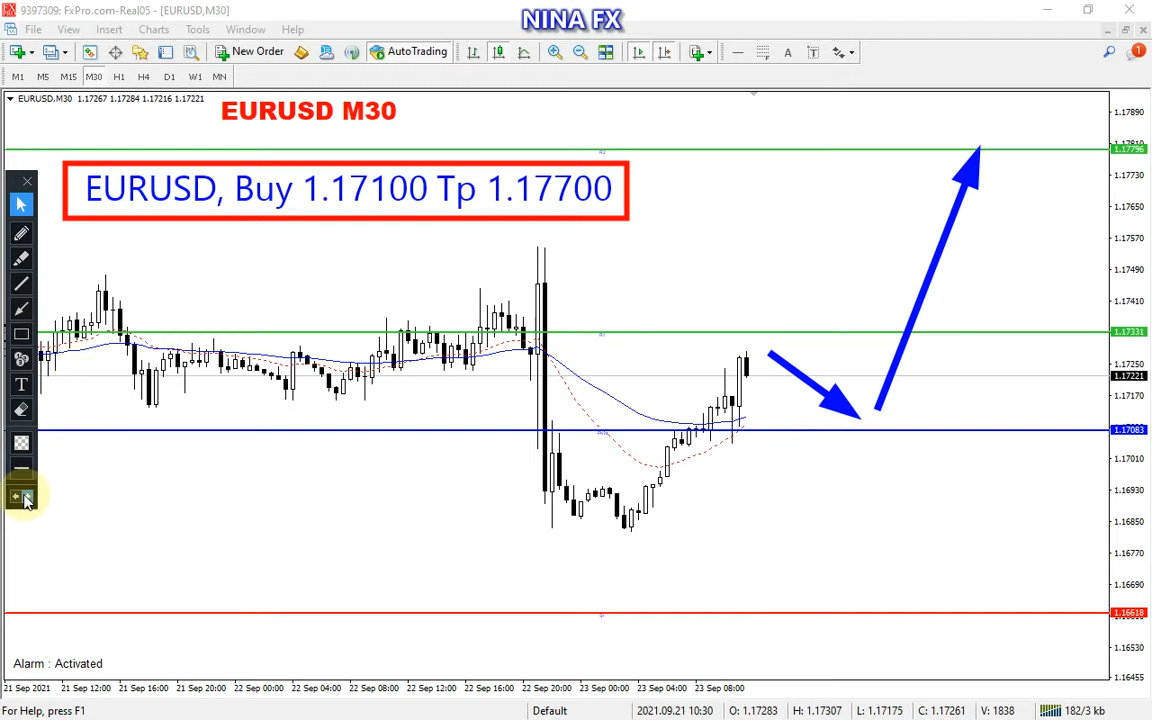 9397309: FxPro.com-Real05 - [EURUSD,M30]
NINA FX
File View Insert Charts Tools Window Help
New Order AutoTrading
M1 M5 M15 M30 H1 H4 D1 W1 MN
EURUSD,M30 1.17267 1.17284 1.17216 1.17221
EURUSD M30
EURUSD, Buy 1.17100 Tp 1.17700
1.17890
1.17796
1.17730
1.17650
1.17570
1.17490
1.17410
1.17331
1.17250
1.17221
1.17170
1.17083
1.17010
1.16930
1.16850
1.16770
1.16690
1.16618
1.16530
1.16455
Alarm : Activated
21 Sep 2021 21 Sep 12:00 21 Sep 16:00 21 Sep 20:00 22 Sep 00:00 22 Sep 04:00 22 Sep 08:00 22 Sep 12:00 22 Sep 16:00 22 Sep 20:00 23 Sep 00:00 23 Sep 04:00 23 Sep 08:00
For Help, press F1 Default 2021.09.21 10:30 O: 1.17283 H: 1.17307 L: 1.17175 C: 1.17261 V: 1838 182/3 kb